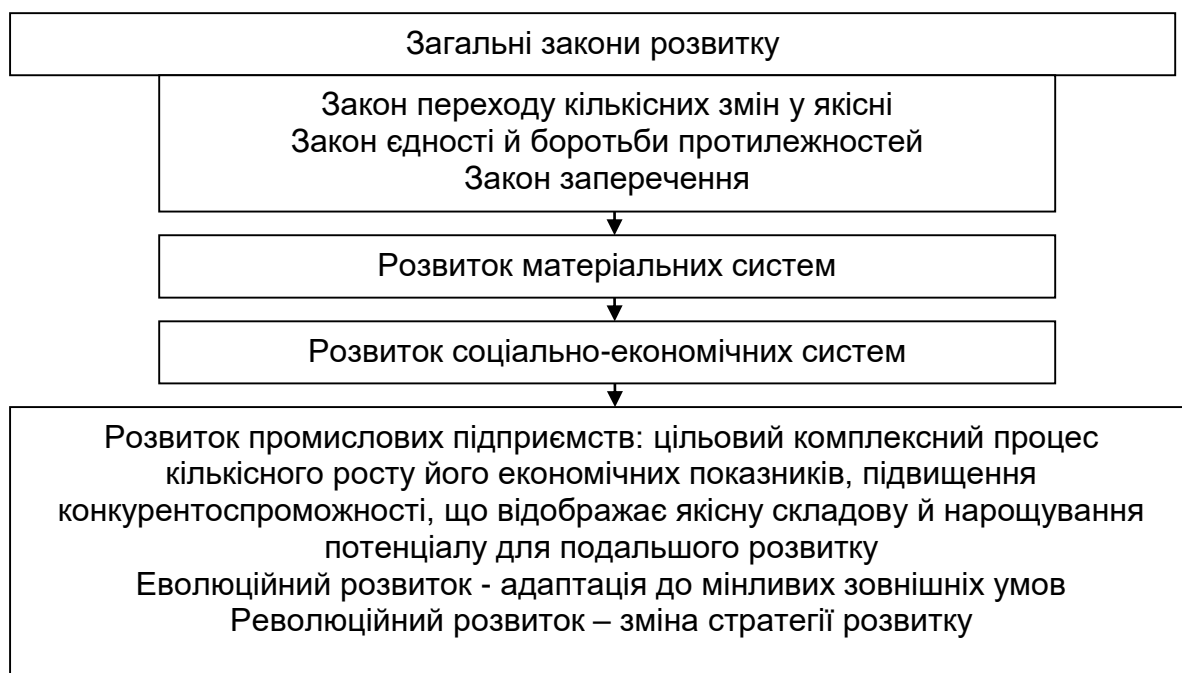 Загальні закони розвитку
Закон переходу кількісних змін у якісні
Закон єдності й боротьби протилежностей
Закон заперечення
Розвиток матеріальних систем
Розвиток соціально-економічних систем
Розвиток промислових підприємств: цільовий комплексний процес
кількісного росту його економічних показників, підвищення
конкурентоспроможності, що відображає якісну складову й нарощування
потенціалу для подальшого розвитку
Еволюційний розвиток - адаптація до мінливих зовнішніх умов
Революційний розвиток – зміна стратегії розвитку